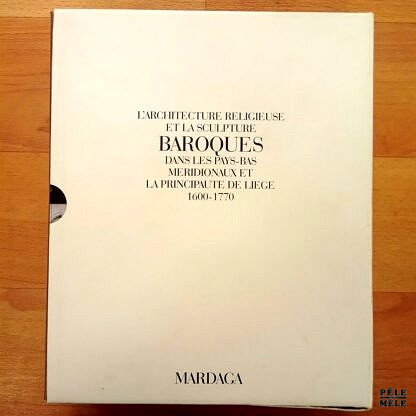 L'ARCHITECTURE RELIGIEUSE
ET LA SCULPTURE
BAROQUES
DANS LES PAYS-BAS
MERIDIONAUX ET
LA PRINCIPAUTE DE LIEGE
1600-1770
MARDAGA
PÊLE
MÊLE